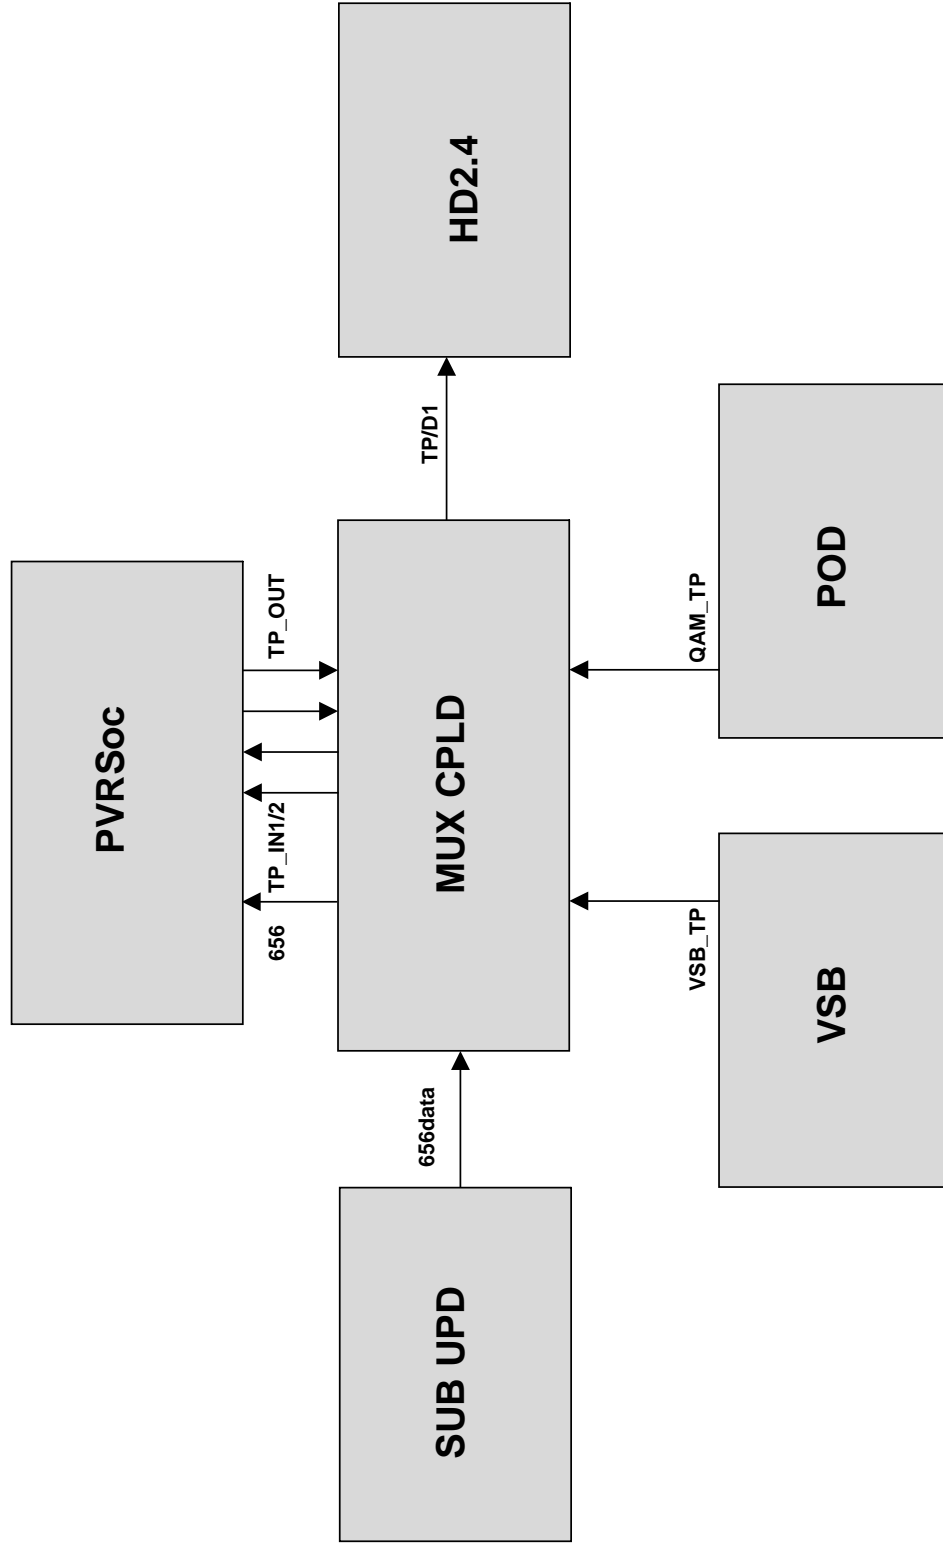 PVRSoc
656
TP_IN1/2
TP_OUT
SUB UPD
656data
MUX CPLD
TP/D1
HD2.4
VSB_TP
QAM_TP
VSB
POD